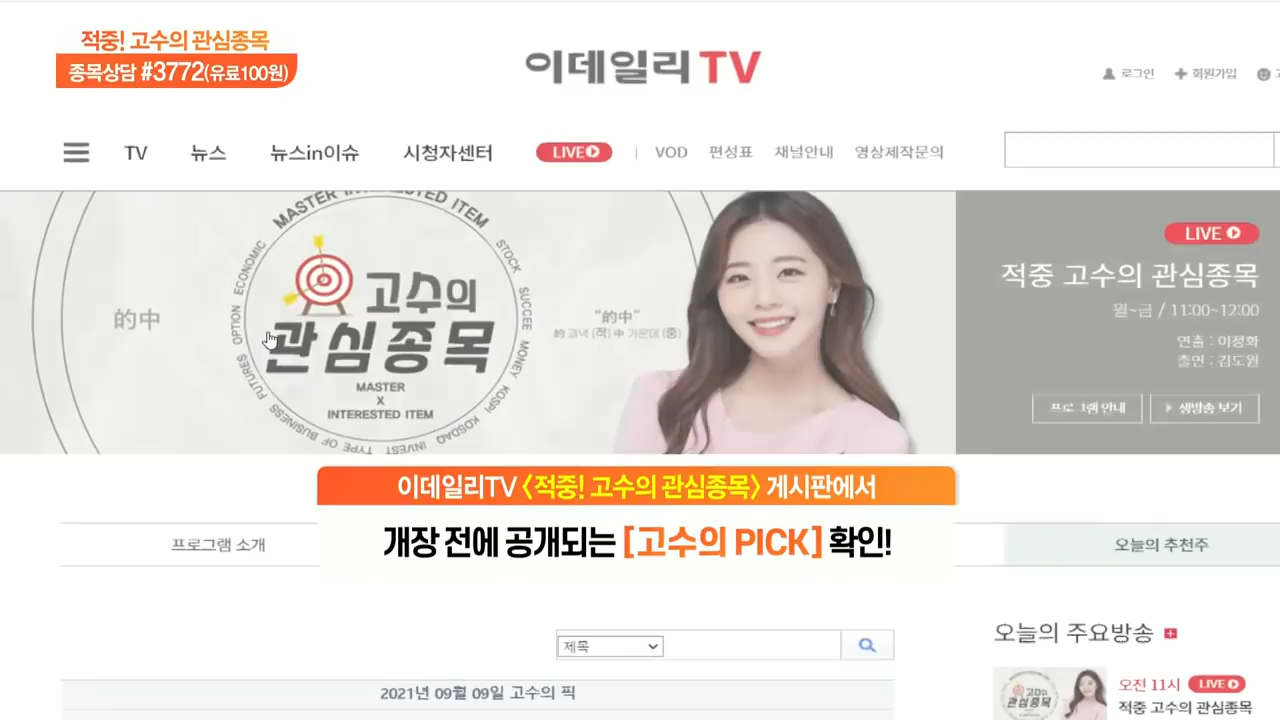 적중! 고수의 관심종목
종목상담 #3772(유료100원)
이데일리 TV
로그인
회원가입
TV
뉴스
뉴스in이슈
시청자센터
LIVE
VOD
편성표
채널안내
영상제작문의
MASTER INTERESTED ITEM
STOCK SUCCEE MONEY KOSPI KOSDAQ INVEST TYPE OF BUSINESS FUTURES OPTION ECONOMIC
的中
고수의
관심종목
MASTER
X
INTERESTED ITEM
"的中"
的 과녁 (적) 中 가운데 (중)
LIVE
적중 고수의 관심종목
월~금 / 11:00~12:00
연출 : 이정화
출연 : 김도원
프로그램 안내
생방송 보기
이데일리TV <적중! 고수의 관심종목> 게시판에서
개장 전에 공개되는 [고수의 PICK] 확인!
프로그램 소개
오늘의 추천주
제목
2021년 09월 09일 고수의 픽
오늘의 주요방송
고수의
관심종목
오전 11시 LIVE
적중 고수의 관심종목